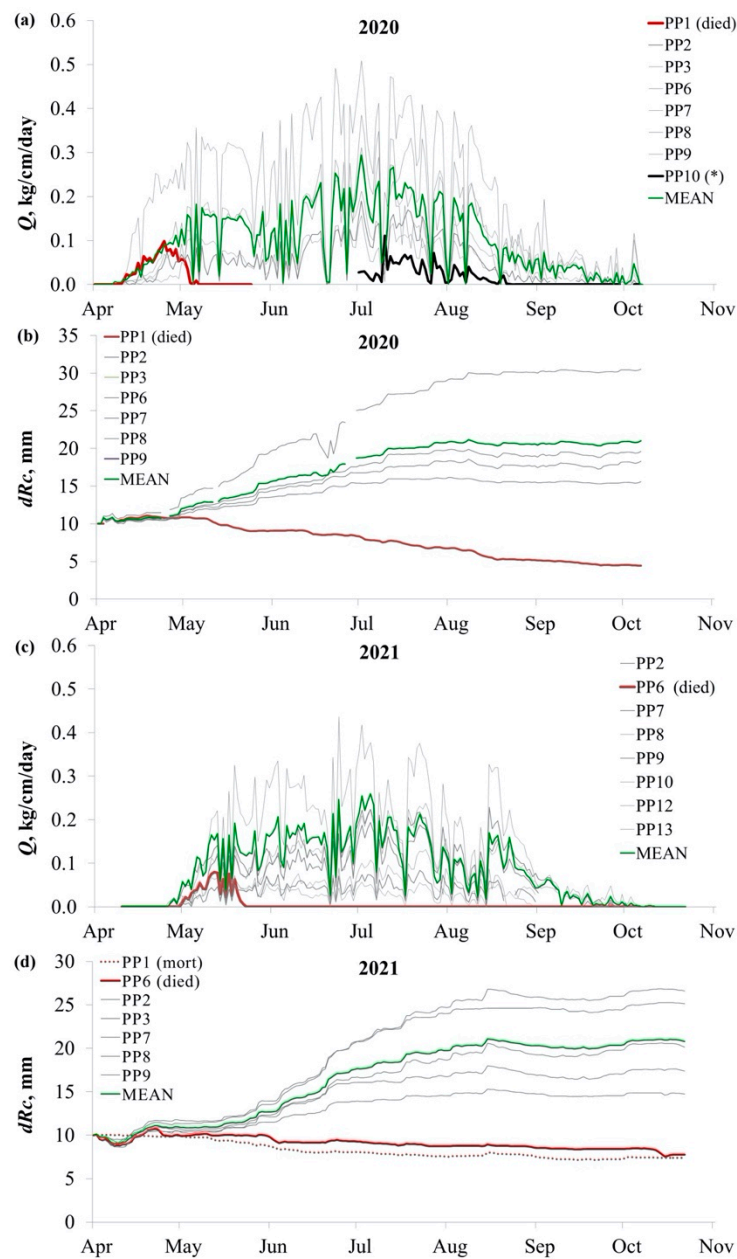 (a)
2020
Q, kg/cm/day
0.6
0.5
0.4
0.3
0.2
0.1
0.0
Apr May Jun Jul Aug Sep Oct Nov
PP1 (died)
PP2
PP3
PP6
PP7
PP8
PP9
PP10 (*)
MEAN
(b)
2020
dRc, mm
35
30
25
20
15
10
5
0
Apr May Jun Jul Aug Sep Oct Nov
PP1 (died)
PP2
PP3
PP6
PP7
PP8
PP9
MEAN
(c)
2021
Q, kg/cm/day
0.6
0.5
0.4
0.3
0.2
0.1
0.0
Apr May Jun Jul Aug Sep Oct Nov
PP2
PP6 (died)
PP7
PP8
PP9
PP10
PP12
PP13
MEAN
(d)
2021
dRc, mm
30
25
20
15
10
5
0
Apr May Jun Jul Aug Sep Oct Nov
PP1 (mort)
PP6 (died)
PP2
PP3
PP7
PP8
PP9
MEAN